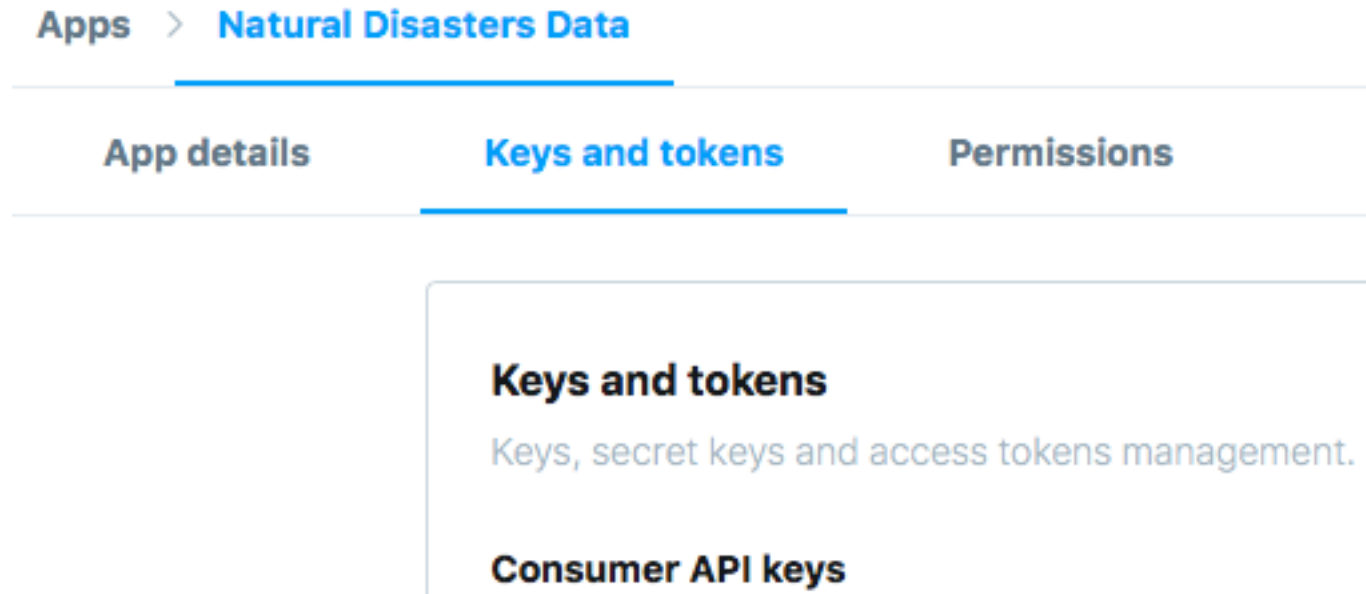 Apps > Natural Disasters Data
App details Keys and tokens Permissions
Keys and tokens
Keys, secret keys and access tokens management.
Consumer API keys